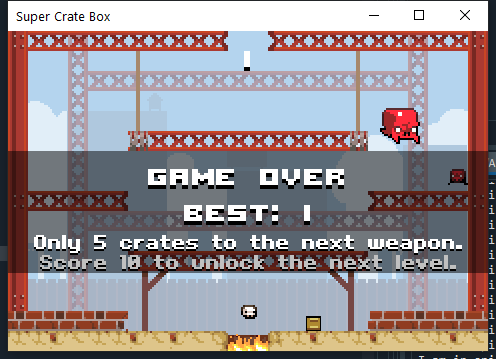 Super Crate Box
1
GAME OVER
BEST: 1
Only 5 crates to the next weapon.
Score 10 to unlock the next level.